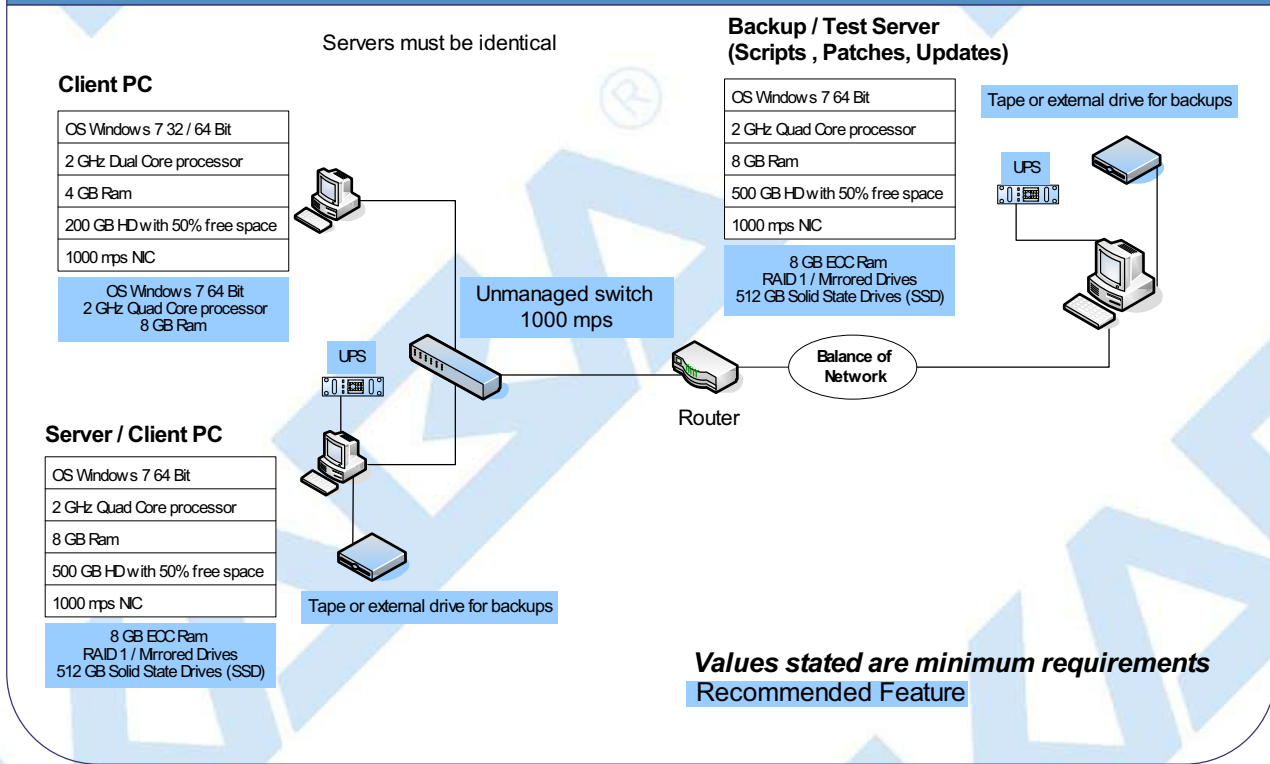 Servers must be identical
Backup / Test Server
(Scripts , Patches, Updates)
Client PC
OS Windows 7 32 / 64 Bit
2 GHz Dual Core processor
4 GB Ram
200 GB HD with 50% free space
1000 mps NIC
OS Windows 7 64 Bit
2 GHz Quad Core processor
8 GB Ram
OS Windows 7 64 Bit
2 GHz Quad Core processor
8 GB Ram
500 GB HD with 50% free space
1000 mps NIC
8 GB ECC Ram
RAID 1 / Mirrored Drives
512 GB Solid State Drives (SSD)
Tape or external drive for backups
UPS
Unmanaged switch
1000 mps
UPS
Router
Balance of
Network
Server / Client PC
OS Windows 7 64 Bit
2 GHz Quad Core processor
8 GB Ram
500 GB HD with 50% free space
1000 mps NIC
8 GB ECC Ram
RAID 1 / Mirrored Drives
512 GB Solid State Drives (SSD)
Tape or external drive for backups
Values stated are minimum requirements
Recommended Feature
®